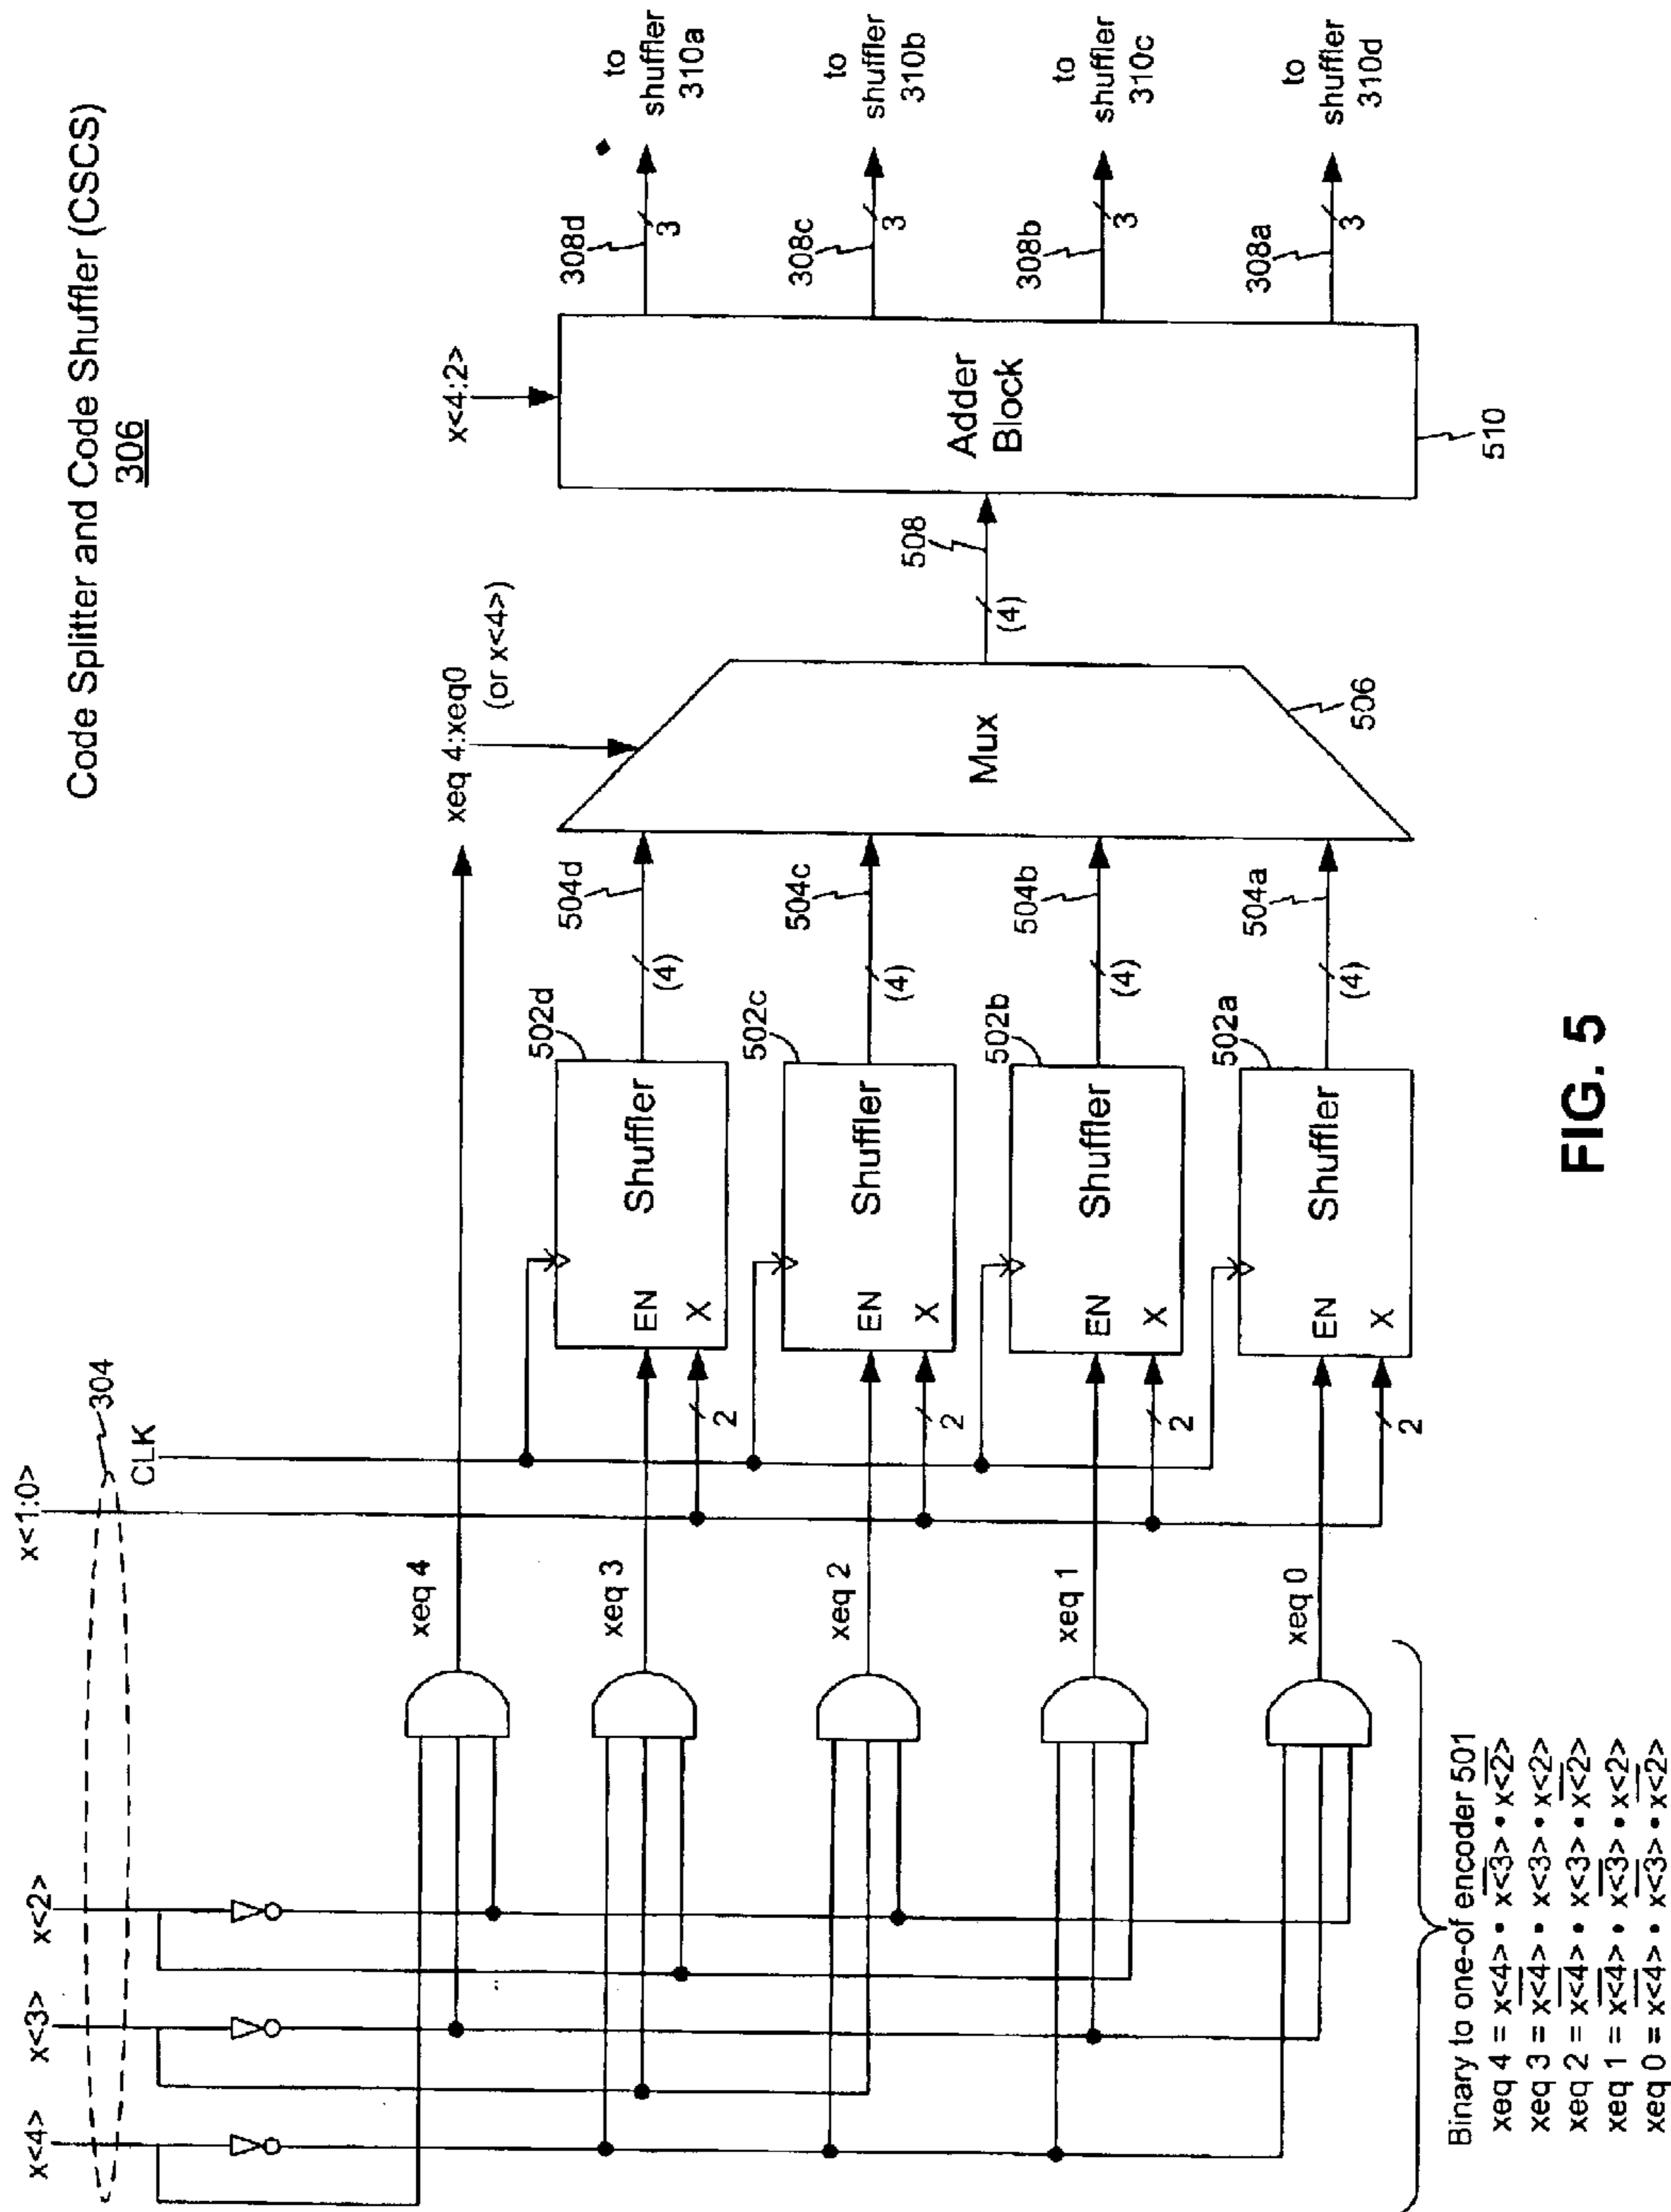 Code Splitter and Code Shuffler (CSCS)
306
x<4>
x<3>
x<2>
x<1:0>
304
CLK
xeq 4
xeq 3
xeq 2
xeq 1
xeq 0
xeq 4:xeq0
(or x<4>)
x<4:2>
EN
X
Shuffler
502d
2
(4)
504d
EN
X
Shuffler
502c
2
(4)
504c
EN
X
Shuffler
502b
2
(4)
504b
EN
X
Shuffler
502a
2
(4)
504a
Mux
506
(4)
508
Adder
Block
510
308d
3
to
shuffler
310a
308c
3
to
shuffler
310b
308b
3
to
shuffler
310c
308a
3
to
shuffler
310d
Binary to one-of encoder 501
xeq 4 = x<4> • x̅<̅3̅>̅ • x̅<̅2̅>̅
xeq 3 = x̅<̅4̅>̅ • x<3> • x<2>
xeq 2 = x̅<̅4̅>̅ • x<3> • x̅<̅2̅>̅
xeq 1 = x̅<̅4̅>̅ • x̅<̅3̅>̅ • x<2>
xeq 0 = x̅<̅4̅>̅ • x̅<̅3̅>̅ • x̅<̅2̅>̅
FIG. 5